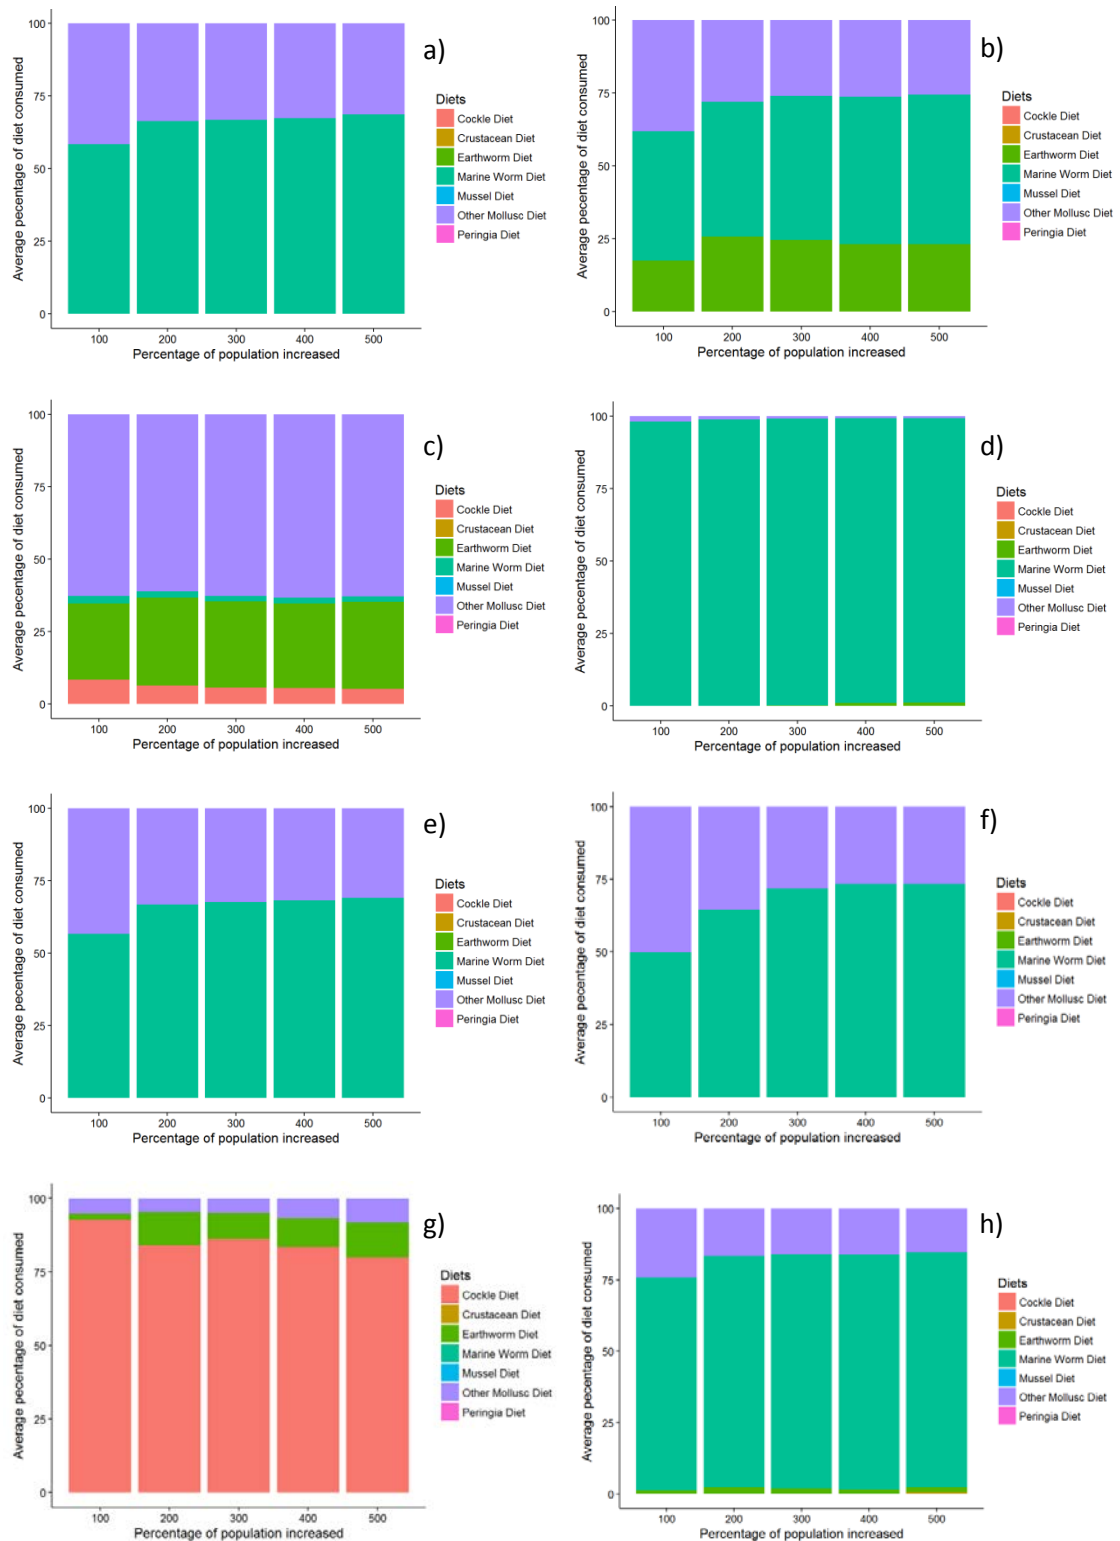 a)
Average pecentage of diet consumed
100
75
50
25
0
100 200 300 400 500
Percentage of population increased
Diets
Cockle Diet
Crustacean Diet
Earthworm Diet
Marine Worm Diet
Mussel Diet
Other Mollusc Diet
Peringia Diet
b)
Average pecentage of diet consumed
100
75
50
25
0
100 200 300 400 500
Percentage of population increased
Diets
Cockle Diet
Crustacean Diet
Earthworm Diet
Marine Worm Diet
Mussel Diet
Other Mollusc Diet
Peringia Diet
c)
Average pecentage of diet consumed
100
75
50
25
0
100 200 300 400 500
Percentage of population increased
Diets
Cockle Diet
Crustacean Diet
Earthworm Diet
Marine Worm Diet
Mussel Diet
Other Mollusc Diet
Peringia Diet
d)
Average pecentage of diet consumed
100
75
50
25
0
100 200 300 400 500
Percentage of population increased
Diets
Cockle Diet
Crustacean Diet
Earthworm Diet
Marine Worm Diet
Mussel Diet
Other Mollusc Diet
Peringia Diet
e)
Average pecentage of diet consumed
100
75
50
25
0
100 200 300 400 500
Percentage of population increased
Diets
Cockle Diet
Crustacean Diet
Earthworm Diet
Marine Worm Diet
Mussel Diet
Other Mollusc Diet
Peringia Diet
f)
Average pecentage of diet consumed
100
75
50
25
0
100 200 300 400 500
Percentage of population increased
Diets
Cockle Diet
Crustacean Diet
Earthworm Diet
Marine Worm Diet
Mussel Diet
Other Mollusc Diet
Peringia Diet
g)
Average pecentage of diet consumed
100
75
50
25
0
100 200 300 400 500
Percentage of population increased
Diets
Cockle Diet
Crustacean Diet
Earthworm Diet
Marine Worm Diet
Mussel Diet
Other Mollusc Diet
Peringia Diet
h)
Average pecentage of diet consumed
100
75
50
25
0
100 200 300 400 500
Percentage of population increased
Diets
Cockle Diet
Crustacean Diet
Earthworm Diet
Marine Worm Diet
Mussel Diet
Other Mollusc Diet
Peringia Diet